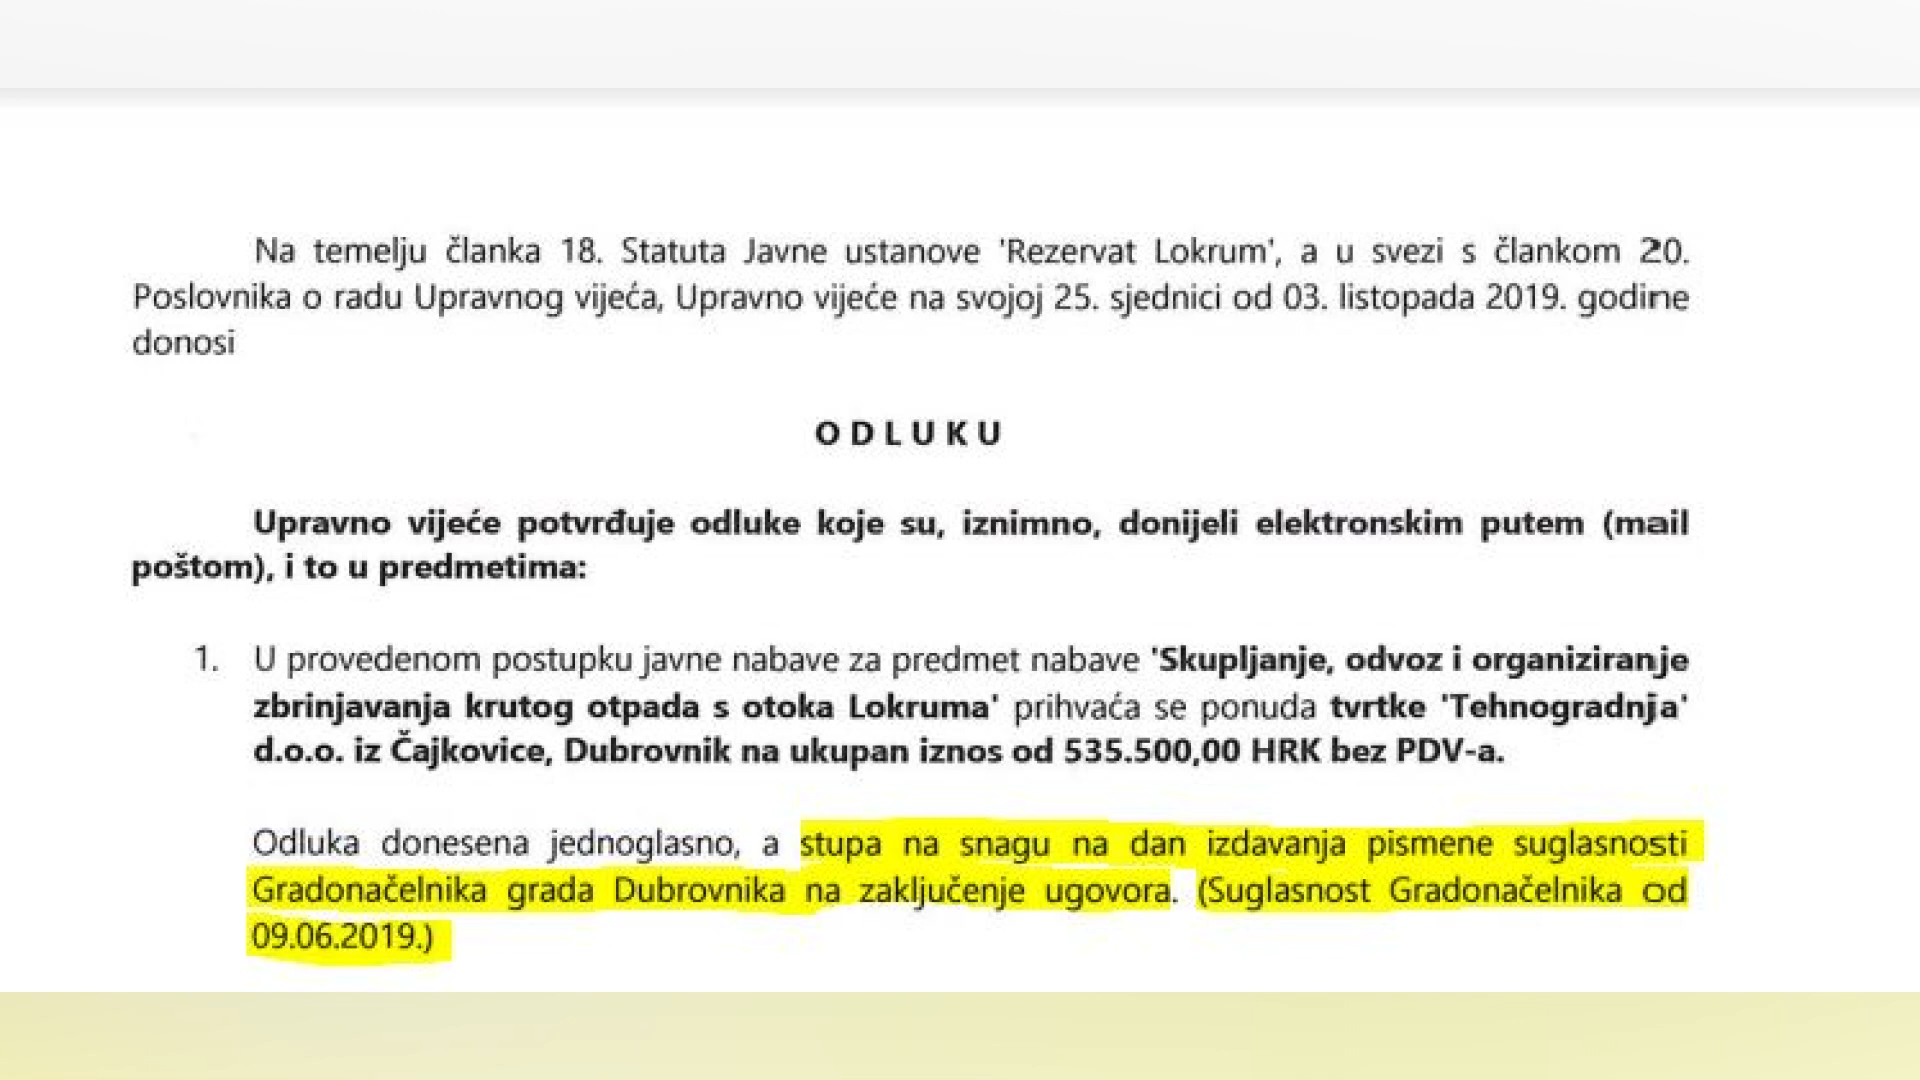 Na temelju članka 18. Statuta Javne ustanove 'Rezervat Lokrum', a u svezi s člankom 20.
Poslovnika o radu Upravnog vijeća, Upravno vijeće na svojoj 25. sjednici od 03. listopada 2019. godine
donosi
O D L U K U
Upravno vijeće potvrđuje odluke koje su, iznimno, donijeli elektronskim putem (mail
poštom), i to u predmetima:
1. U provedenom postupku javne nabave za predmet nabave 'Skupljanje, odvoz i organiziranje
zbrinjavanja krutog otpada s otoka Lokruma' prihvaća se ponuda tvrtke 'Tehnogradnja'
d.o.o. iz Čajkovice, Dubrovnik na ukupan iznos od 535.500,00 HRK bez PDV-a.
Odluka donesena jednoglasno, a stupa na snagu na dan izdavanja pismene suglasnosti
Gradonačelnika grada Dubrovnika na zaključenje ugovora. (Suglasnost Gradonačelnika od
09.06.2019.)